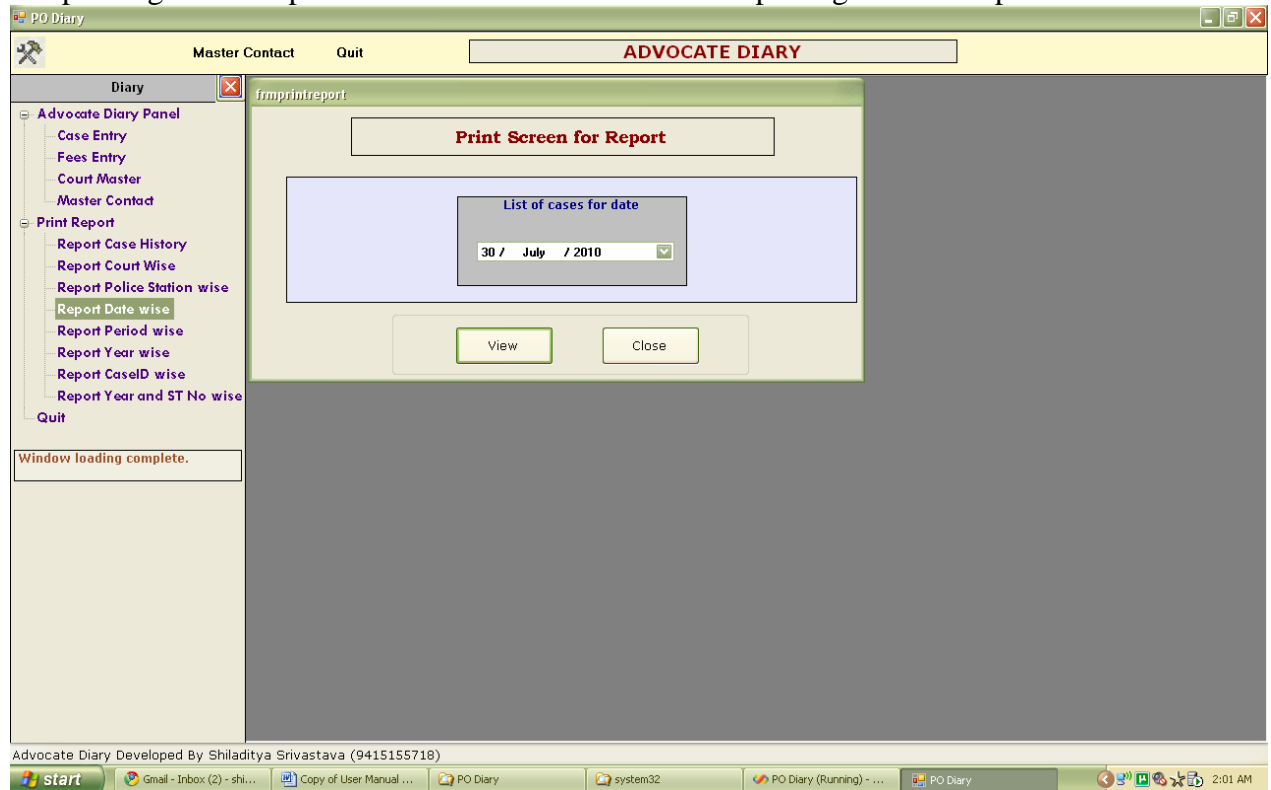 PO Diary
Master Contact Quit ADVOCATE DIARY
Diary
Advocate Diary Panel
Case Entry
Fees Entry
Court Master
Master Contact
Print Report
Report Case History
Report Court Wise
Report Police Station wise
Report Date wise
Report Period wise
Report Year wise
Report CaseID wise
Report Year and ST No wise
Quit
Window loading complete.
frmprintreport
Print Screen for Report
List of cases for date
30 / July / 2010
View Close
Advocate Diary Developed By Shiladitya Srivastava (9415155718)
start Gmail - Inbox (2) - shi... Copy of User Manual ... PO Diary system32 PO Diary (Running) - ... PO Diary 2:01 AM